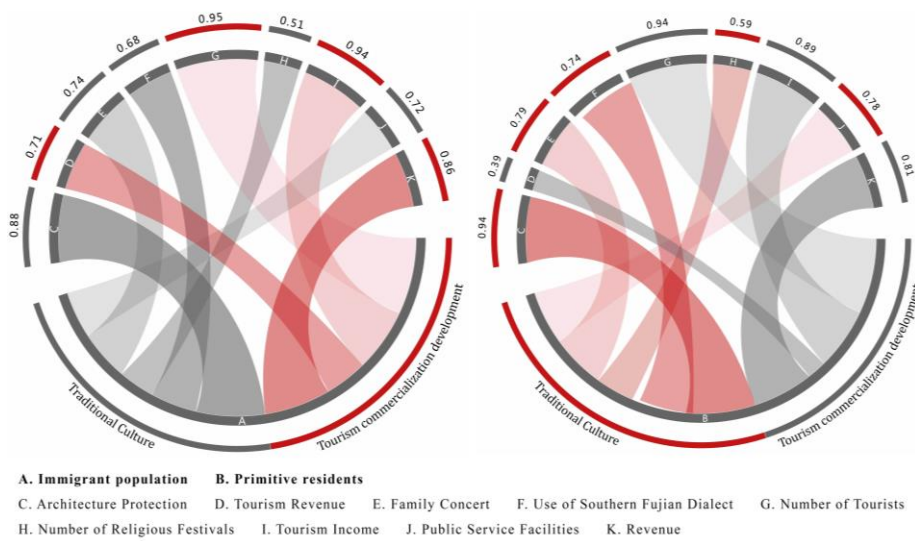 0.88
0.71
0.74
0.68
0.95
0.51
0.94
0.72
0.86
C
D
E
F
G
H
I
J
K
A
Traditional Culture
Tourism commercialization development
0.94
0.39
0.79
0.74
0.94
0.59
0.89
0.78
0.81
C
D
E
F
G
H
I
J
K
B
Traditional Culture
Tourism commercialization development
A. Immigrant population B. Primitive residents
C. Architecture Protection D. Tourism Revenue E. Family Concert F. Use of Southern Fujian Dialect G. Number of Tourists
H. Number of Religious Festivals I. Tourism Income J. Public Service Facilities K. Revenue